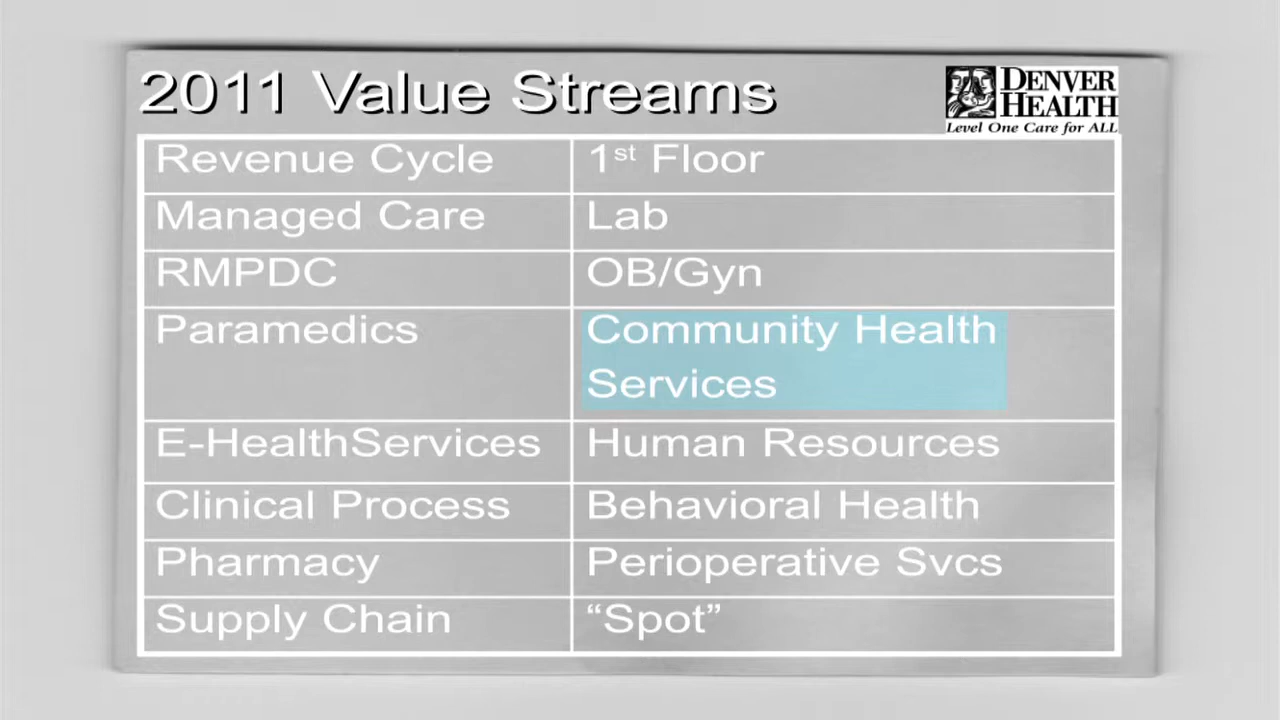 2011 Value Streams
DENVER
HEALTH
Level One Care for ALL
Revenue Cycle
1st Floor
Managed Care
Lab
RMPDC
OB/Gyn
Paramedics
Community Health
Services
E-HealthServices
Human Resources
Clinical Process
Behavioral Health
Pharmacy
Perioperative Svcs
Supply Chain
“Spot”